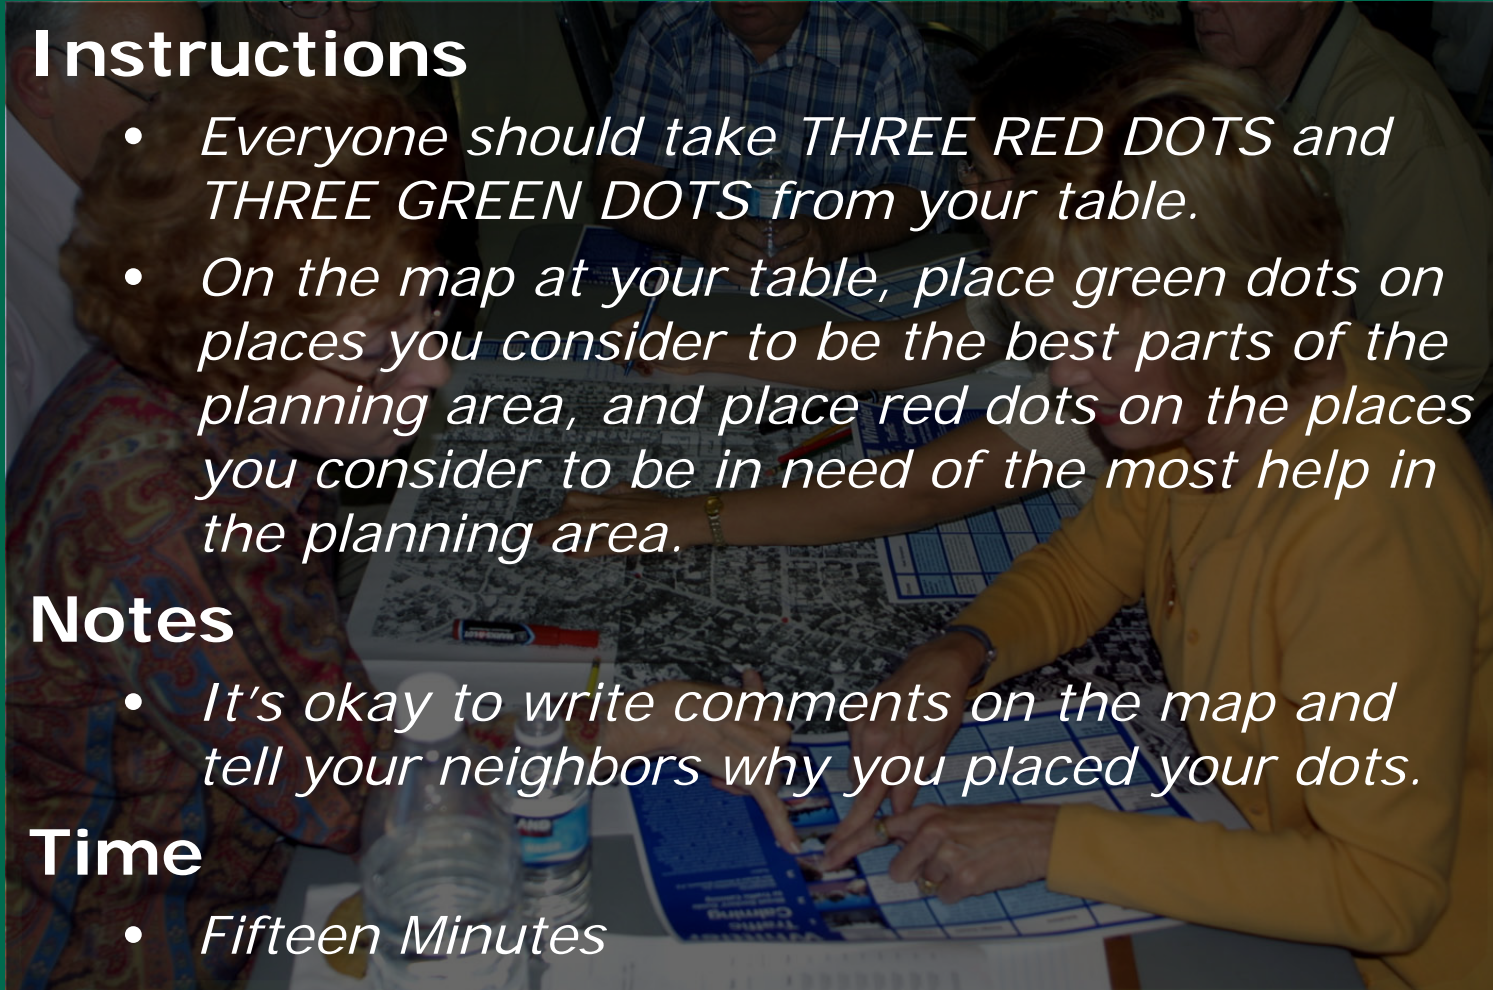 Instructions
• Everyone should take THREE RED DOTS and
THREE GREEN DOTS from your table.
• On the map at your table, place green dots on
places you consider to be the best parts of the
planning area, and place red dots on the places
you consider to be in need of the most help in
the planning area.
Notes
• It's okay to write comments on the map and
tell your neighbors why you placed your dots.
Time
• Fifteen Minutes
Traffic
Calming